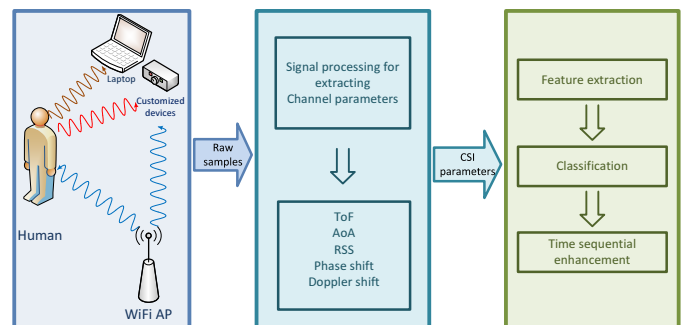 Laptop
Customized
devices
Human
WiFi AP
Raw
samples
Signal processing for
extracting
Channel parameters
ToF
AoA
RSS
Phase shift
Doppler shift
CSI
parameters
Feature extraction
Classification
Time sequential
enhancement